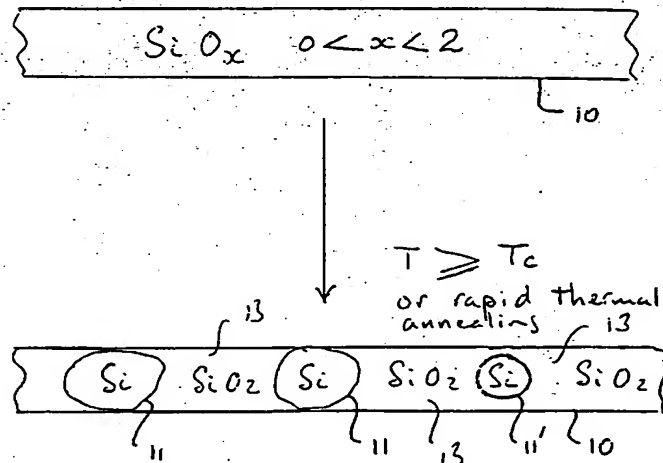 SiOx 0<x<2
10
T ≥ Tc
or rapid thermal
annealing
13
13
Si SiO2 Si SiO2 Si SiO2
11
11
13
11'
10